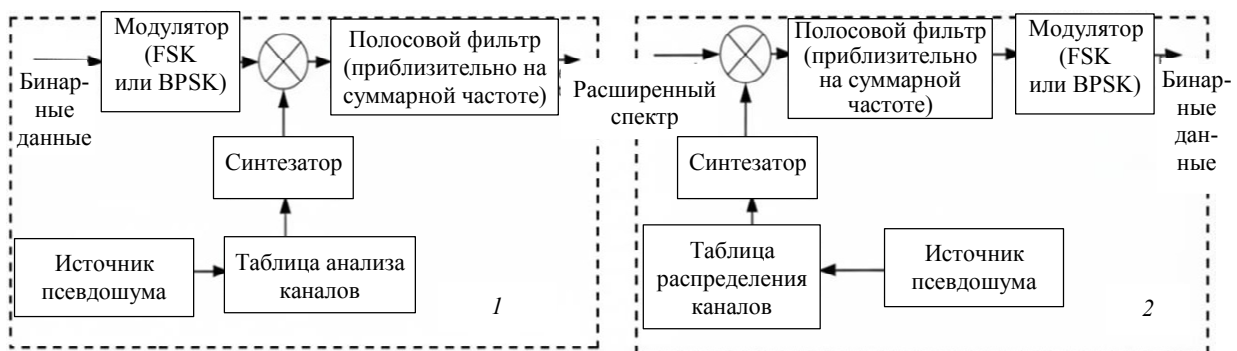 Бинар-
ные
данные
Модулятор
(FSK
или BPSK)
Полосовой фильтр
(приблизительно на
суммарной частоте)
Синтезатор
Источник
псевдошума
Таблица анализа
каналов
1
Расширенный
спектр
Полосовой фильтр
(приблизительно
на суммарной
частоте)
Модулятор
(FSK
или BPSK)
Бинар-
ные
дан-
ные
Синтезатор
Таблица
распределения
каналов
Источник
псевдошума
2